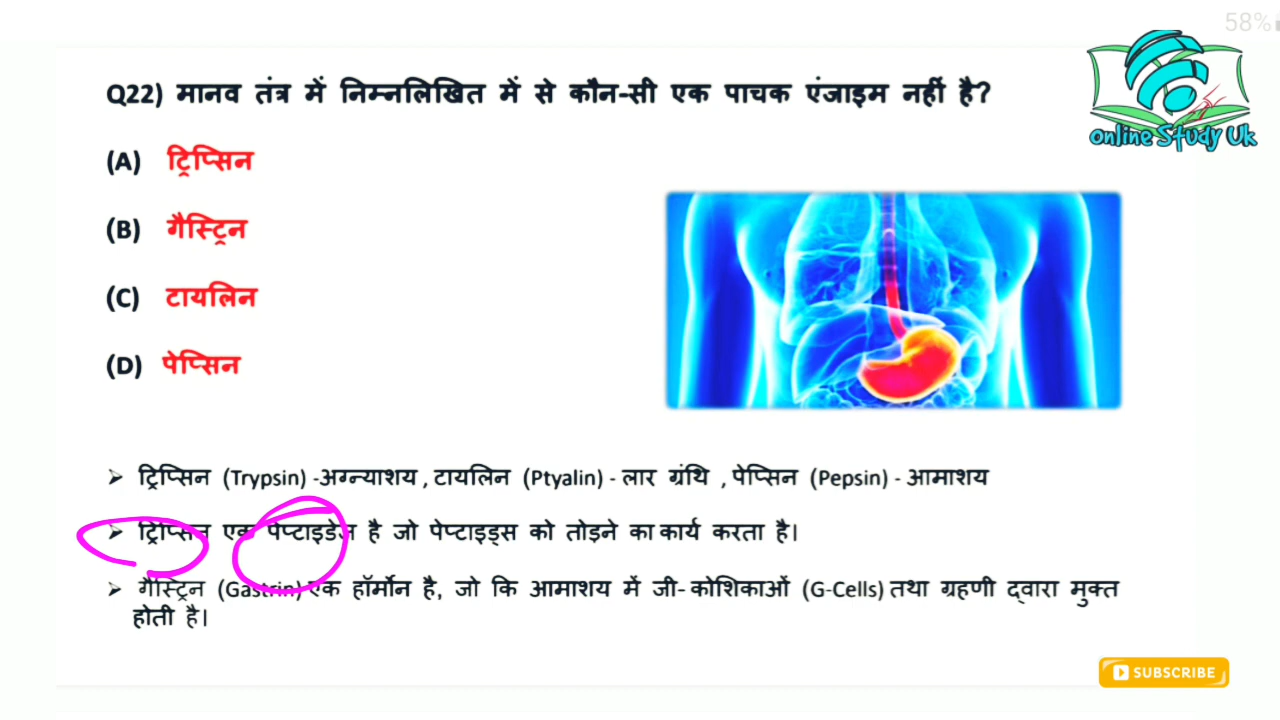 58%
Q22) मानव तंत्र में निम्नलिखित में से कौन-सी एक पाचक एंजाइम नहीं है?
online Study Uk
(A) ट्रिप्सिन
(B) गैस्ट्रिन
(C) टायलिन
(D) पेप्सिन
➢ ट्रिप्सिन (Trypsin) -अग्न्याशय , टायलिन (Ptyalin) - लार ग्रंथि , पेप्सिन (Pepsin) - आमाशय
➢ ट्रिप्सिन एक पेप्टाइडेज है जो पेप्टाइड्स को तोड़ने का कार्य करता है।
➢ गैस्ट्रिन (Gastrin) एक हॉर्मोन है, जो कि आमाशय में जी- कोशिकाओं (G-Cells) तथा ग्रहणी द्वारा मुक्त
होती है।
SUBSCRIBE